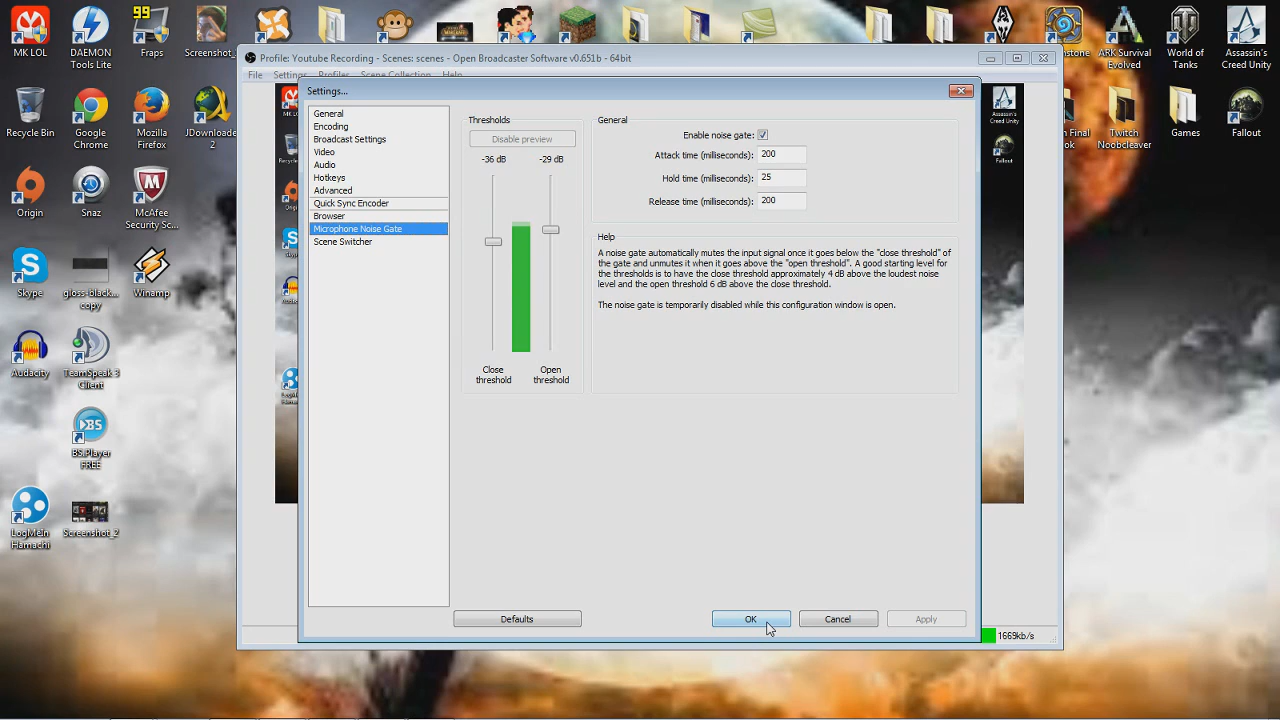 MK LOL
DAEMON
Tools Lite
99
Fraps
Screenshot_
Profile: Youtube Recording
Scenes: scenes - Open Broadcaster Software v0.651b - 64bit
File Settings Profiles Scene Collection Help
ARK Survival
Evolved
World of
Tanks
Assassin's
Creed Unity
Settings...
Recycle Bin
Google
Chrome
Mozilla
Firefox
JDownloader
2
Twitch
Noobcleaver
Games
Fallout
General
Encoding
Broadcast Settings
Video
Audio
Hotkeys
Advanced
Quick Sync Encoder
Browser
Microphone Noise Gate
Scene Switcher
Thresholds
Disable preview
-36 dB
-29 dB
Close
threshold
Open
threshold
General
Enable noise gate:
Attack time (milliseconds): 200
Hold time (milliseconds): 25
Release time (milliseconds): 200
Help
A noise gate automatically mutes the input signal once it goes below the "close threshold" of
the gate and unmutes it when it goes above the "open threshold". A good starting level for
the thresholds is to have the close threshold approximately 4 dB above the loudest noise
level and the open threshold 6 dB above the close threshold.
The noise gate is temporarily disabled while this configuration window is open.
Origin
Snaz
McAfee
Security Sc...
Skype
gloss-black...
copy
Winamp
Audacity
TeamSpeak 3
Client
BS.Player
FREE
LogMeIn
Hamachi
Screenshot_2
Assassin's
Creed Unity
Fallout
Defaults
OK
Cancel
Apply
1669kb/s